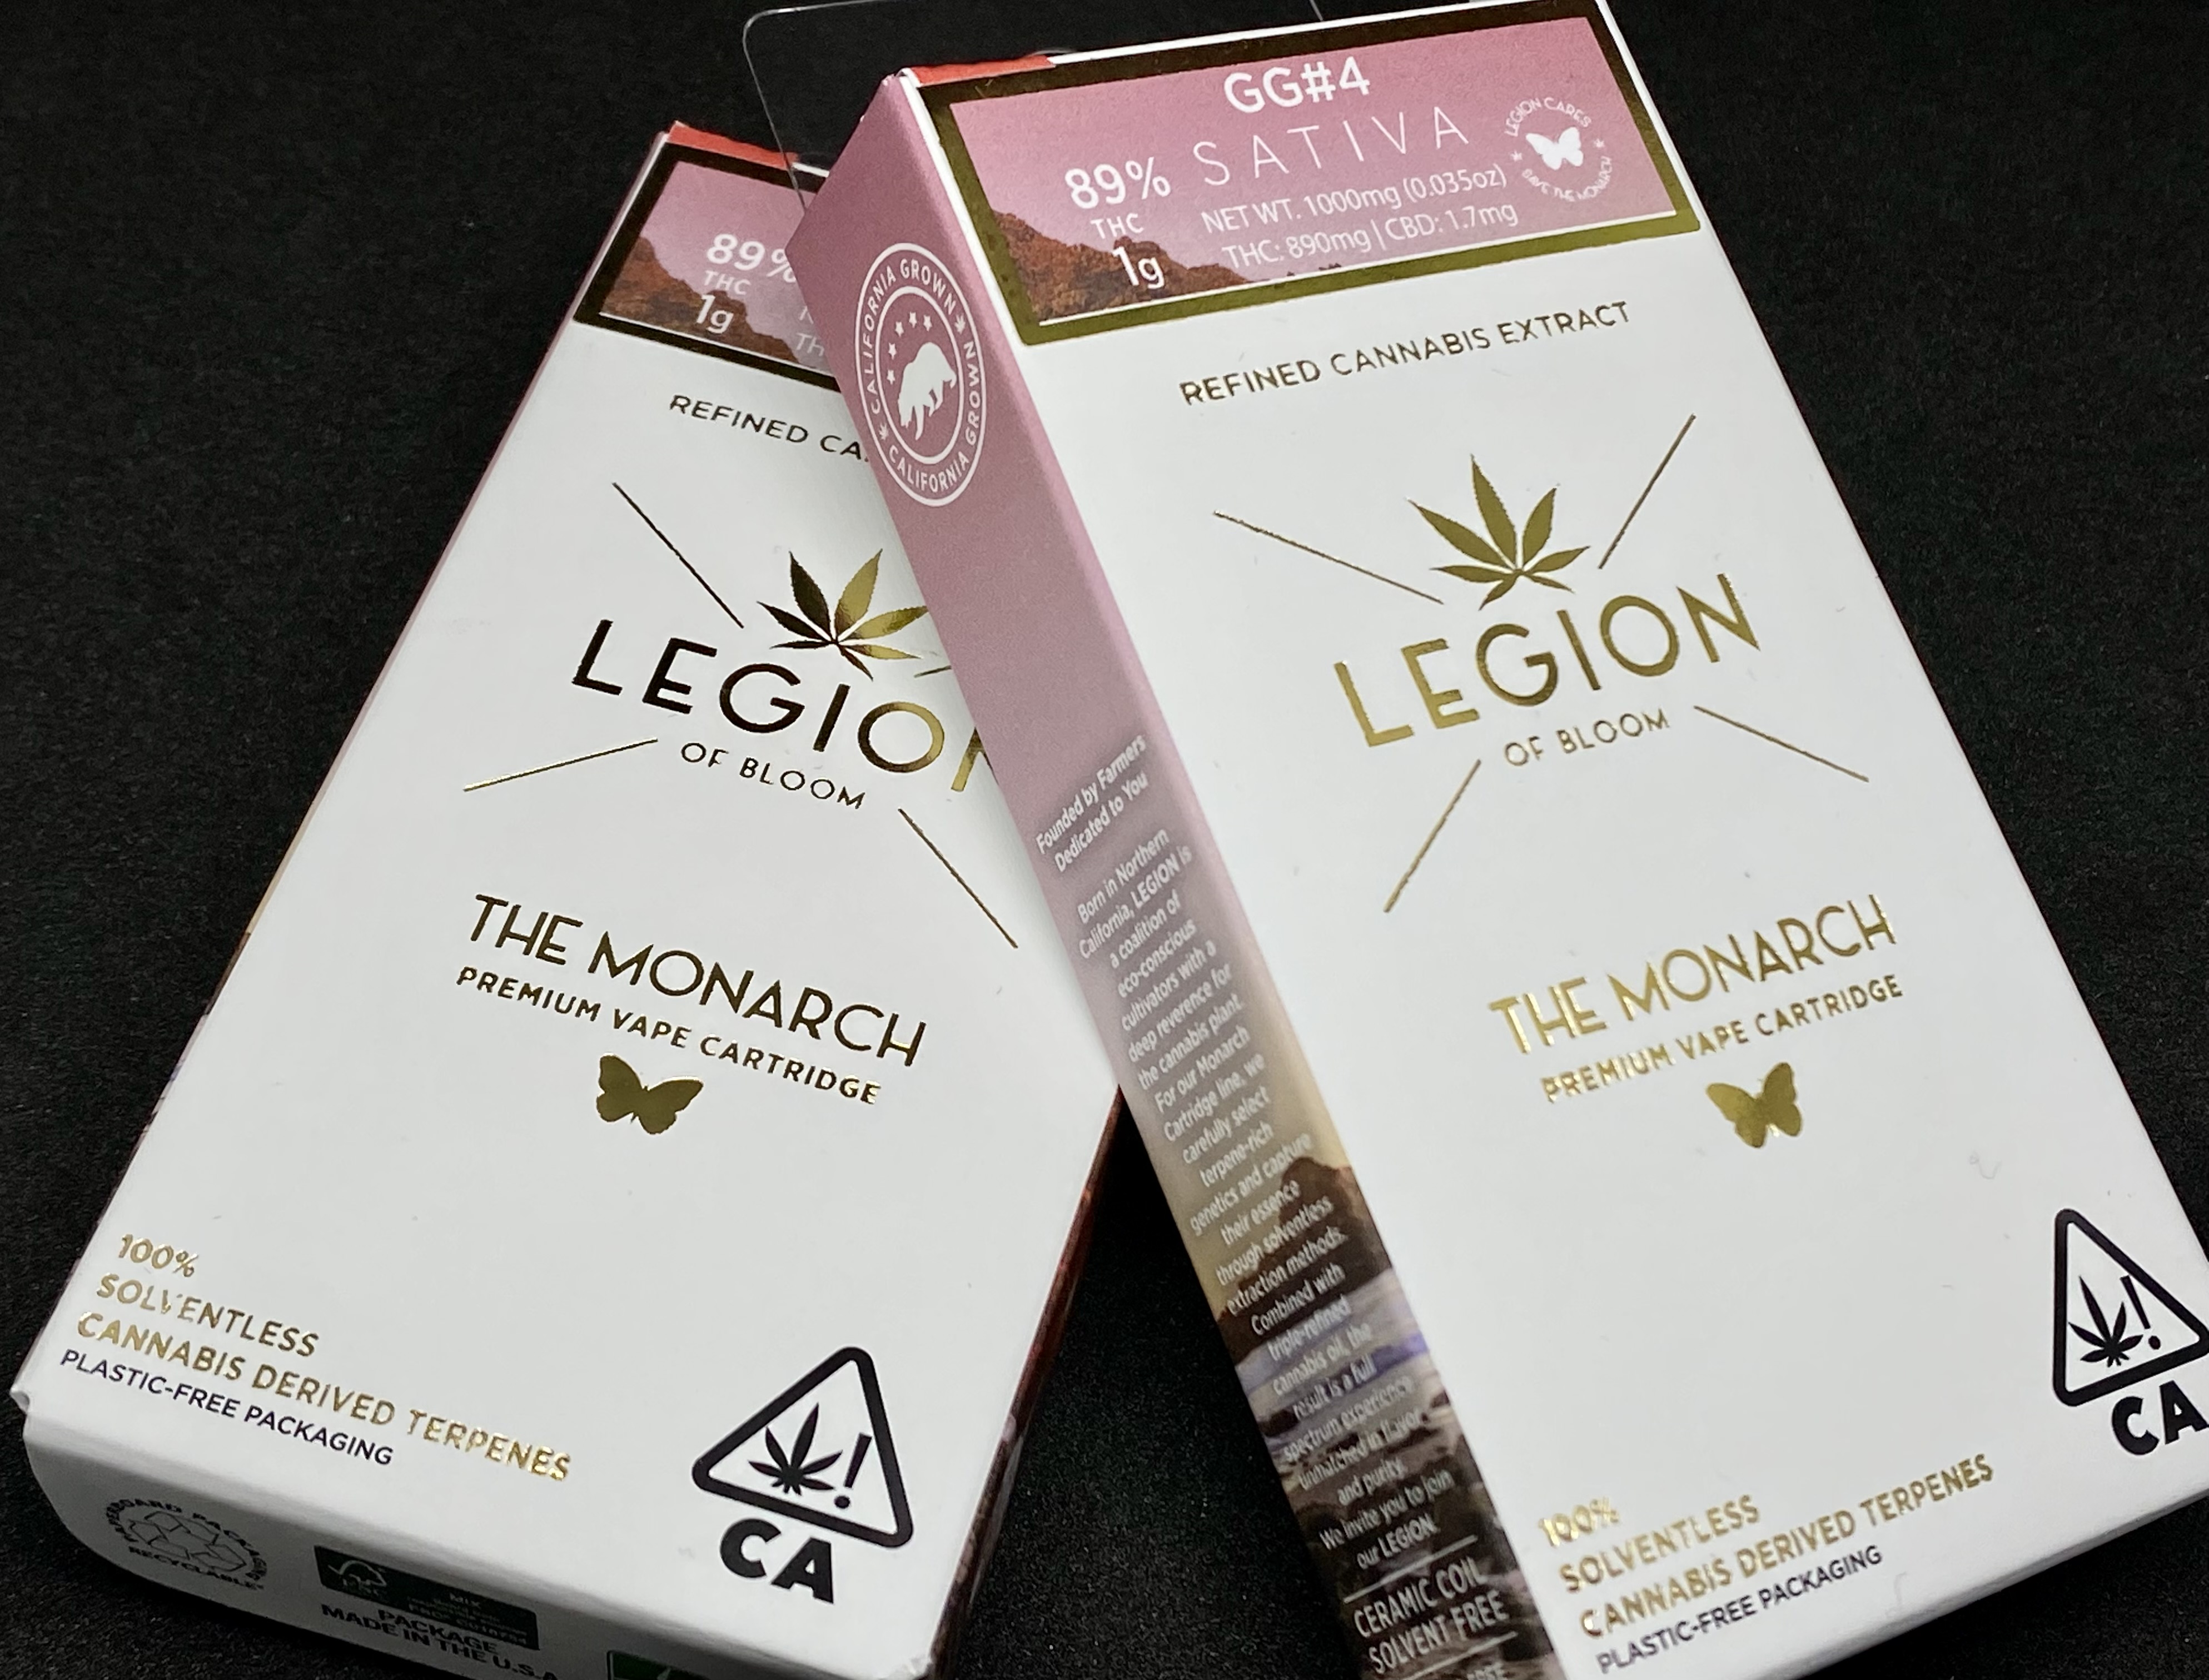 89%
THC
1g
REFINED CA
LEGION
OF BLOOM
THE MONARCH
PREMIUM VAPE CARTRIDGE
100%
SOLVENTLESS
CANNABIS DERIVED TERPENES
PLASTIC-FREE PACKAGING
CA
RECYCLABLE
FSC
MIX
PACKAGE
MADE IN THE U.S.A
GG#4
89% SATIVA
THC
1g
NET WT. 1000mg (0.035oz)
THC: 890mg | CBD: 1.7mg
LEGION CARES
SAVE THE MONARCH
CALIFORNIA GROWN
CALIFORNIA GROWN
Founded by Farmers
Dedicated to You
Born in Northern
California, LEGION is
a coalition of
eco-conscious
cultivators with a
deep reverence for
the cannabis plant.
For our Monarch
Cartridge line, we
carefully select
terpene-rich
genetics and capture
their essence
through solventless
extraction methods.
Combined with
triple-refined
cannabis oil, the
result is a full
spectrum experience
unmatched in flavor
and purity.
We invite you to join
our LEGION.
CERAMIC COIL
SOLVENT FREE
REFINED CANNABIS EXTRACT
LEGION
OF BLOOM
THE MONARCH
PREMIUM VAPE CARTRIDGE
CA
100%
SOLVENTLESS
CANNABIS DERIVED TERPENES
PLASTIC-FREE PACKAGING